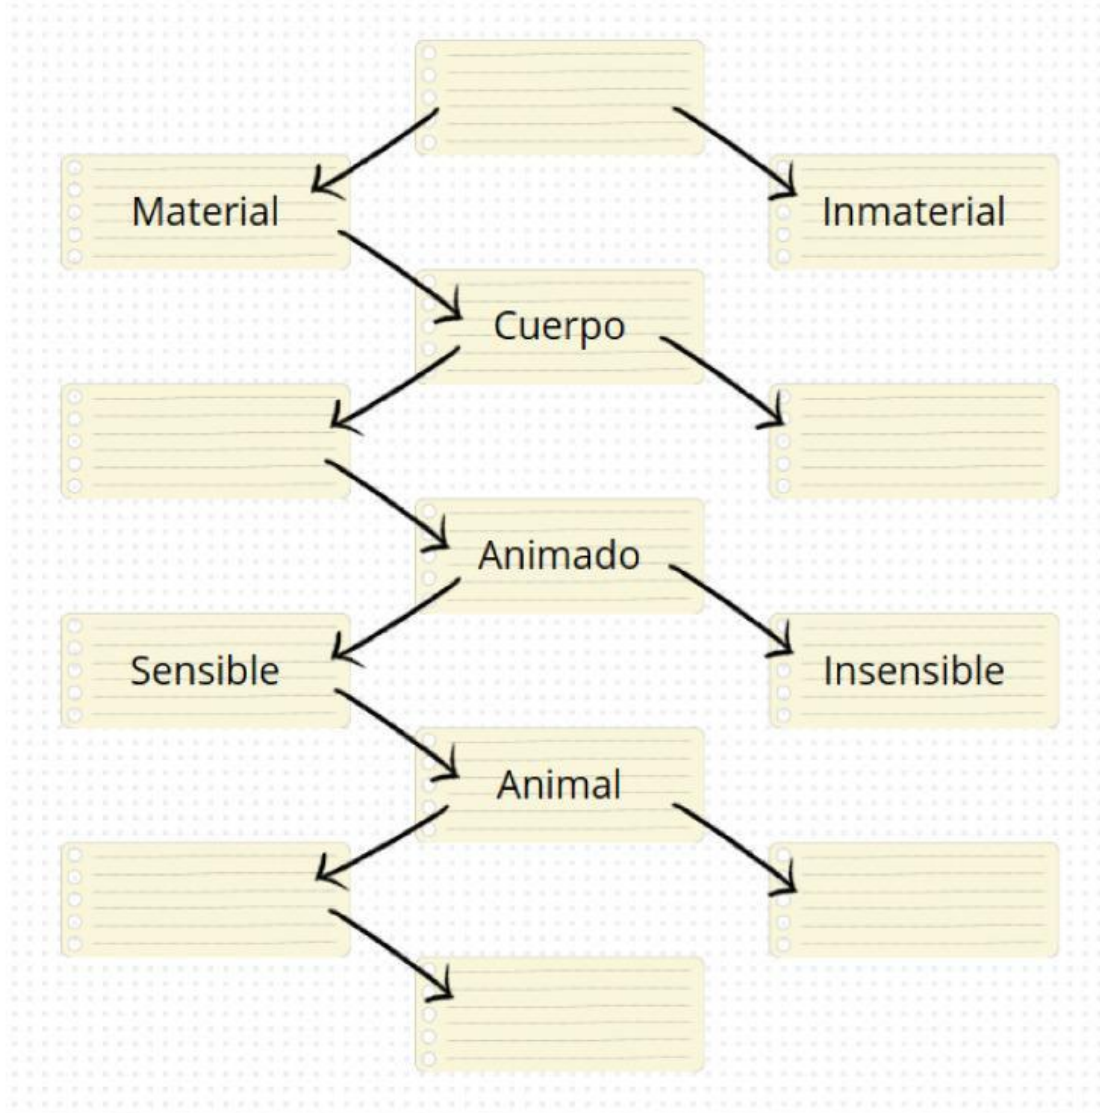 Material
Inmaterial
Cuerpo
Animado
Sensible
Insensible
Animal